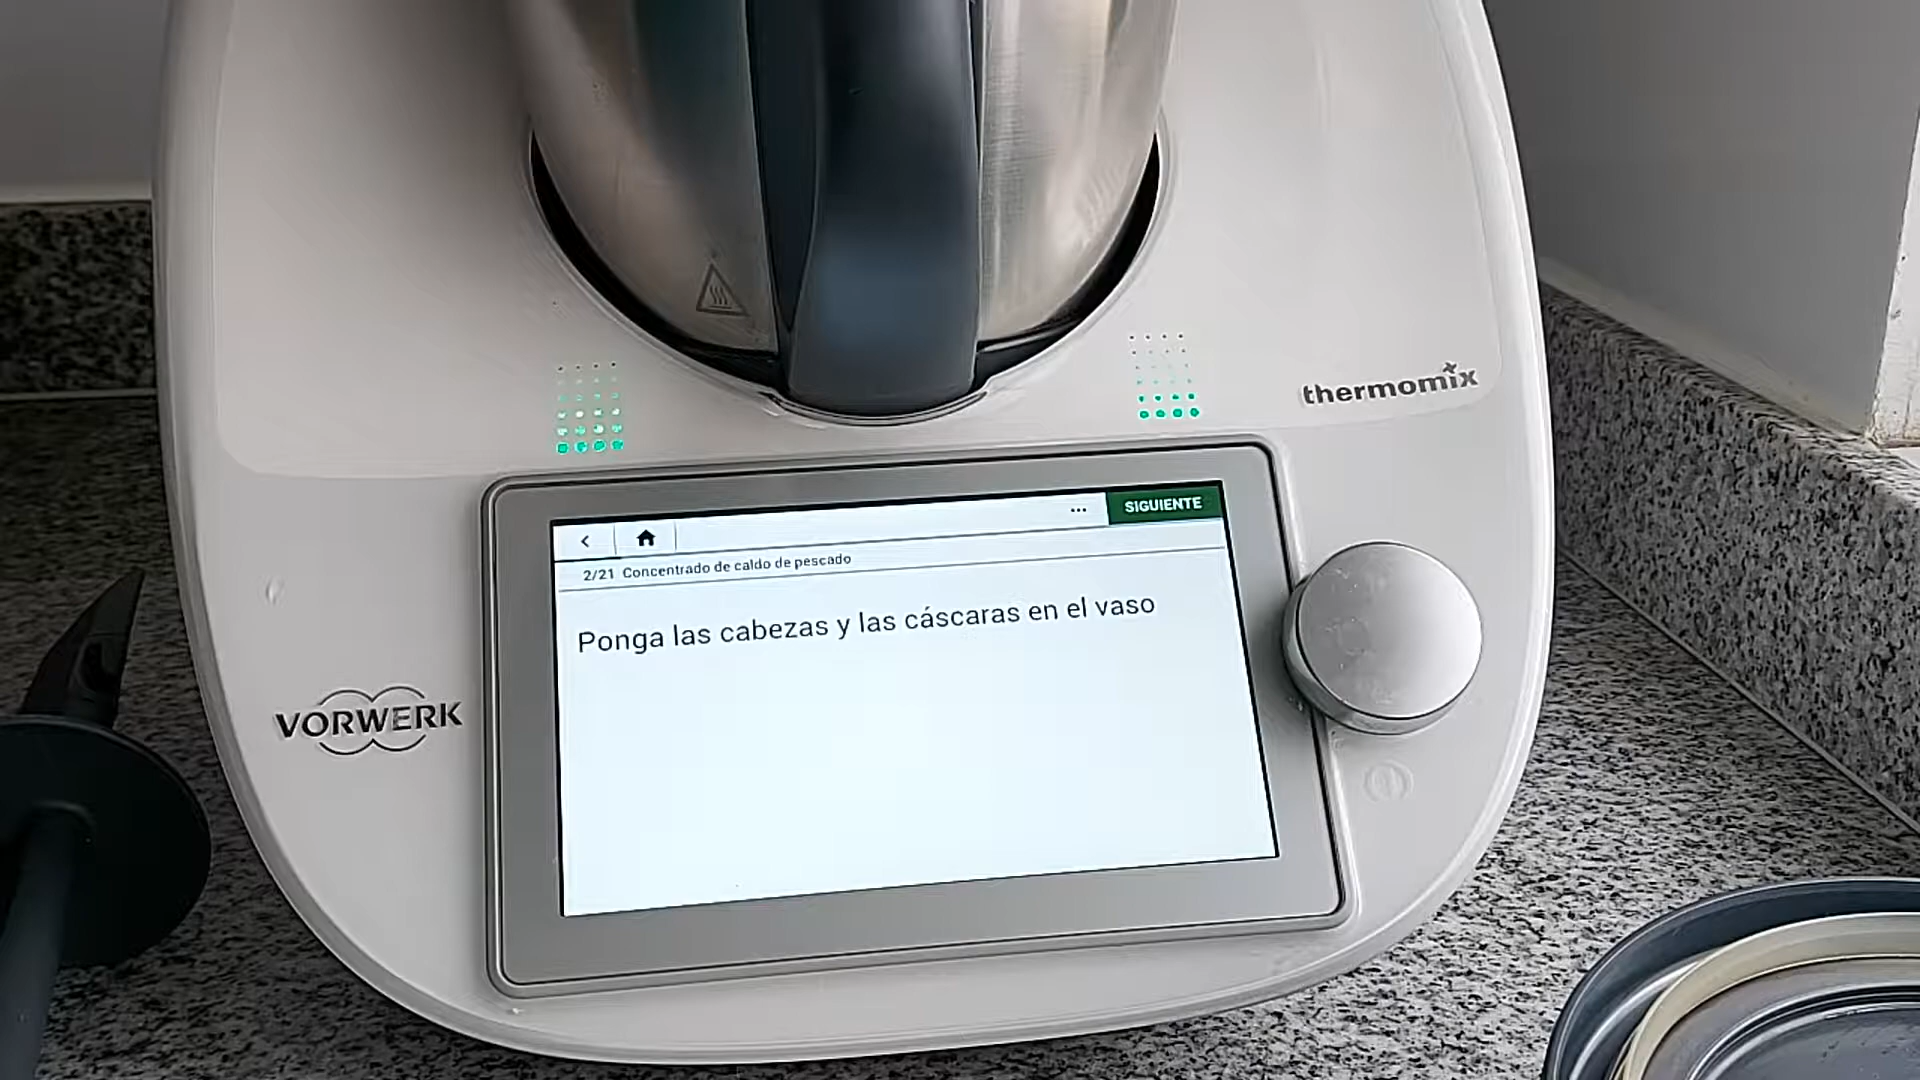 thermomix
SIGUIENTE
2/21 Concentrado de caldo de pescado
Ponga las cabezas y las cáscaras en el vaso
VORWERK